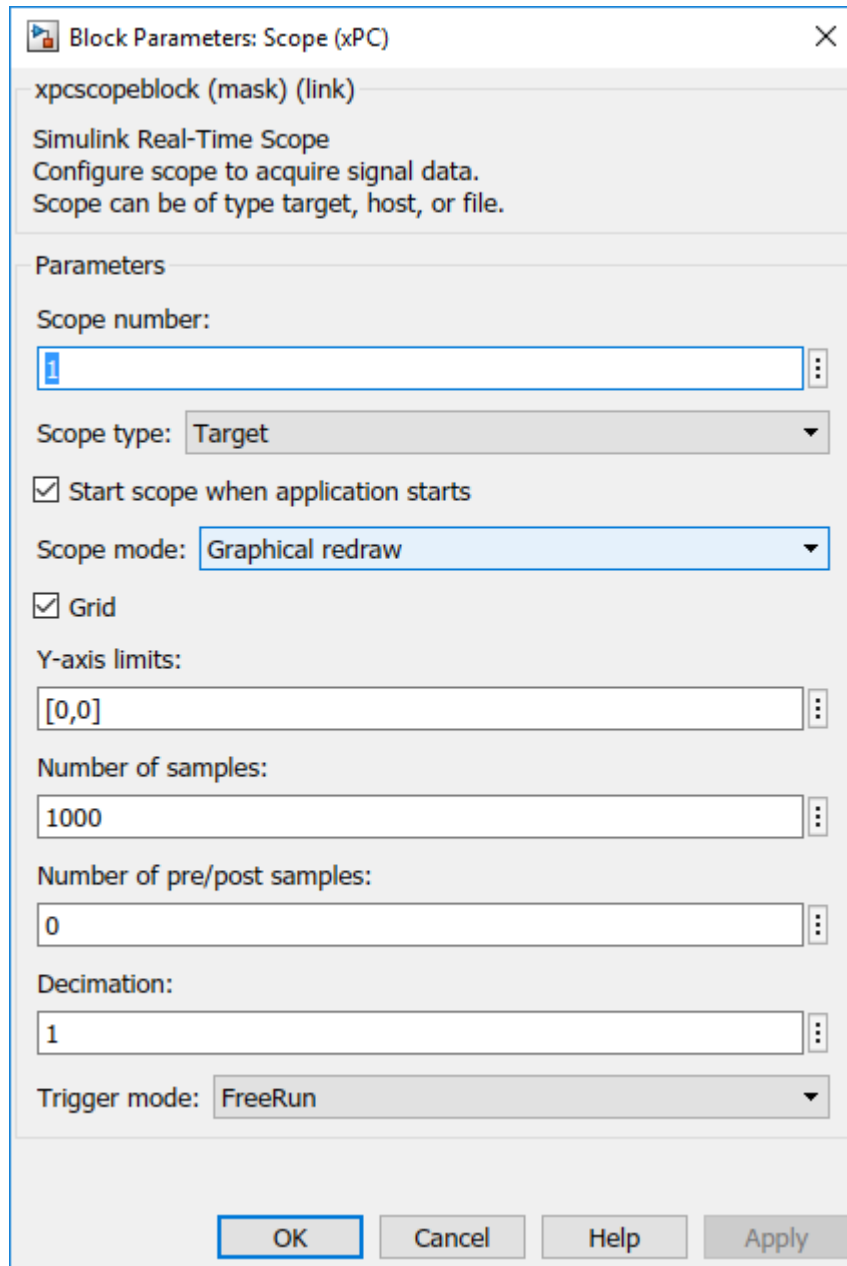 Block Parameters: Scope (xPC)
xpcscopeblock (mask) (link)
Simulink Real-Time Scope
Configure scope to acquire signal data.
Scope can be of type target, host, or file.
Parameters
Scope number:
1
Scope type: Target
Start scope when application starts
Scope mode: Graphical redraw
Grid
Y-axis limits:
[0,0]
Number of samples:
1000
Number of pre/post samples:
0
Decimation:
1
Trigger mode: FreeRun
OK Cancel Help Apply